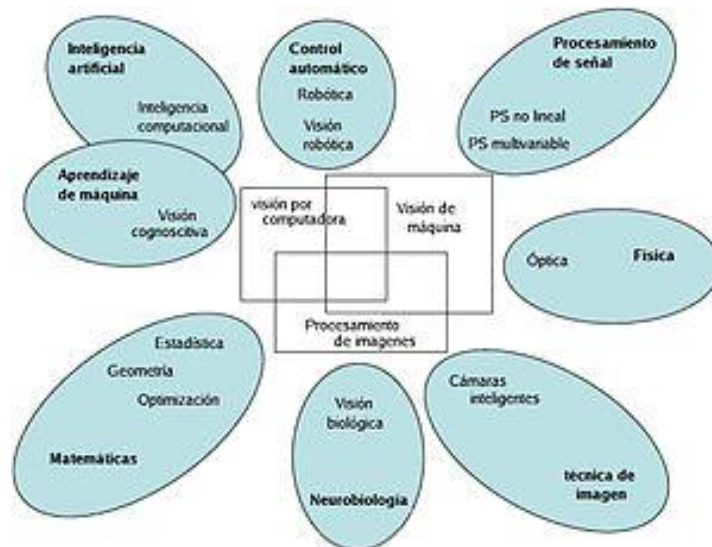 Inteligencia
artificial
Inteligencia
computacional
Control
automático
Robótica
Visión
robótica
Procesamiento
de señal
PS no lineal
PS multivariable
Aprendizaje
de máquina
Visión
cognoscitiva
visión por
computadora
Visión de
máquina
Óptica
Física
Procesamiento
de imagenes
Estadística
Geometría
Optimización
Matemáticas
Visión
biológica
Neurobiología
Cámaras
inteligentes
técnica de
imagen